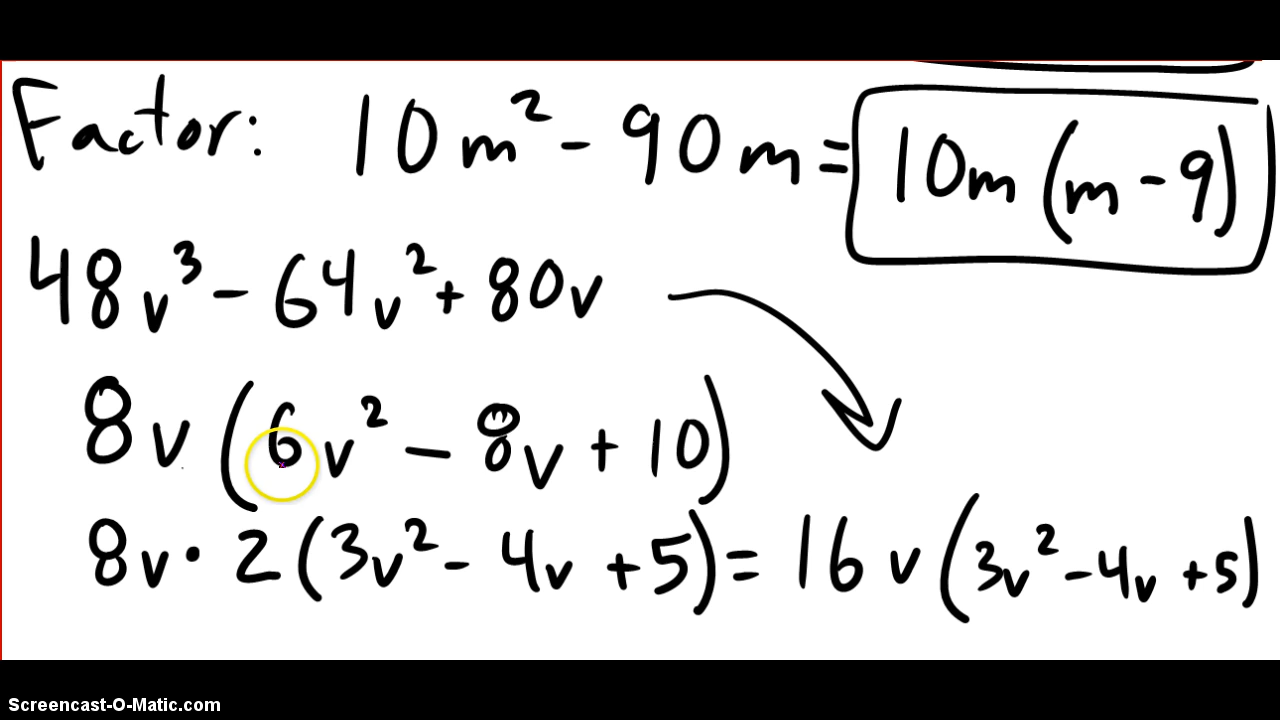 Factor: 10m² - 90m = 10m(m - 9)
48v³ - 64v² + 80v
8v(6v² - 8v + 10)
8v · 2(3v² - 4v + 5) = 16v(3v² - 4v + 5)
Screencast-O-Matic.com